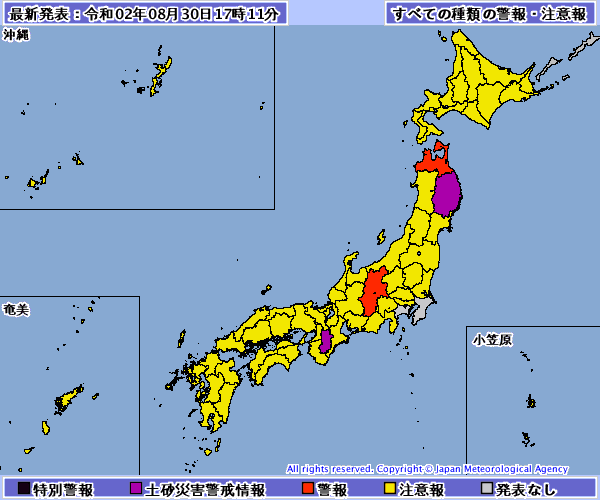 最新発表：令和02年08月30日17時11分
すべての種類の警報・注意報
沖縄
奄美
小笠原
All rights reserved. Copyright © Japan Meteorological Agency
特別警報 土砂災害警戒情報 警報 注意報 発表なし